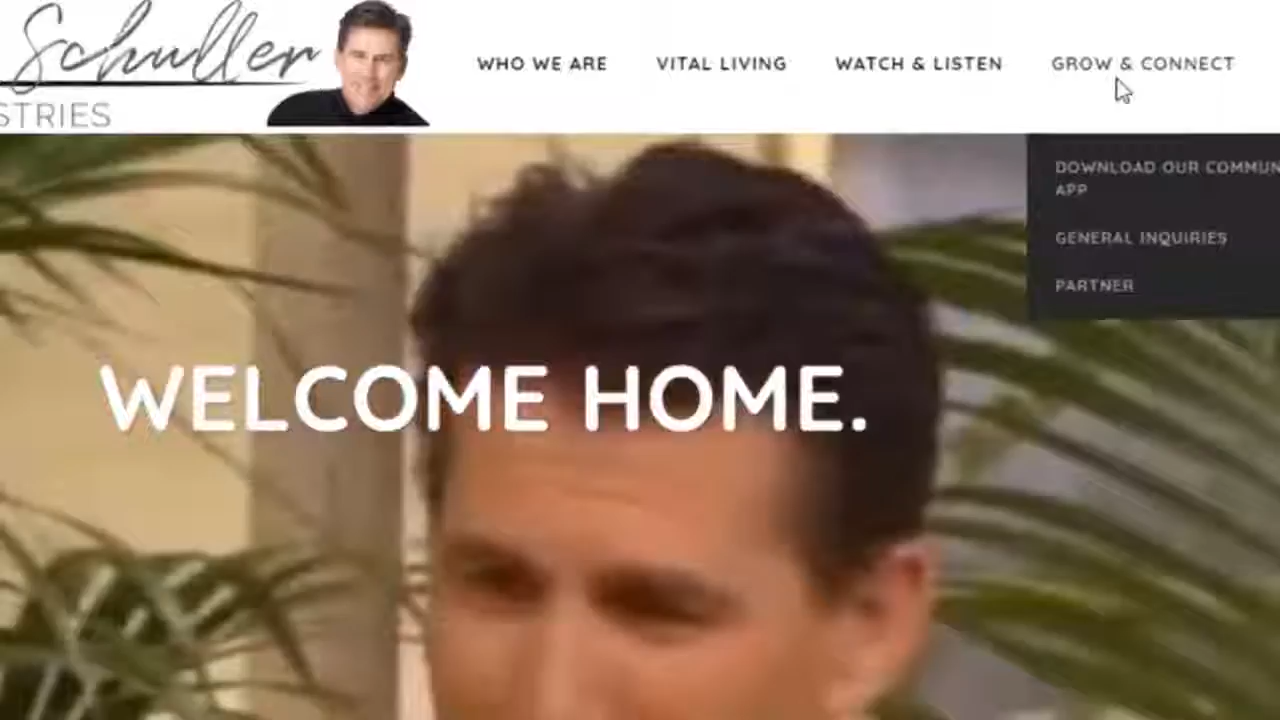 Schuller
STRIES
WHO WE ARE
VITAL LIVING
WATCH & LISTEN
GROW & CONNECT
DOWNLOAD OUR COMMUN
APP
GENERAL INQUIRIES
PARTNER
WELCOME HOME.